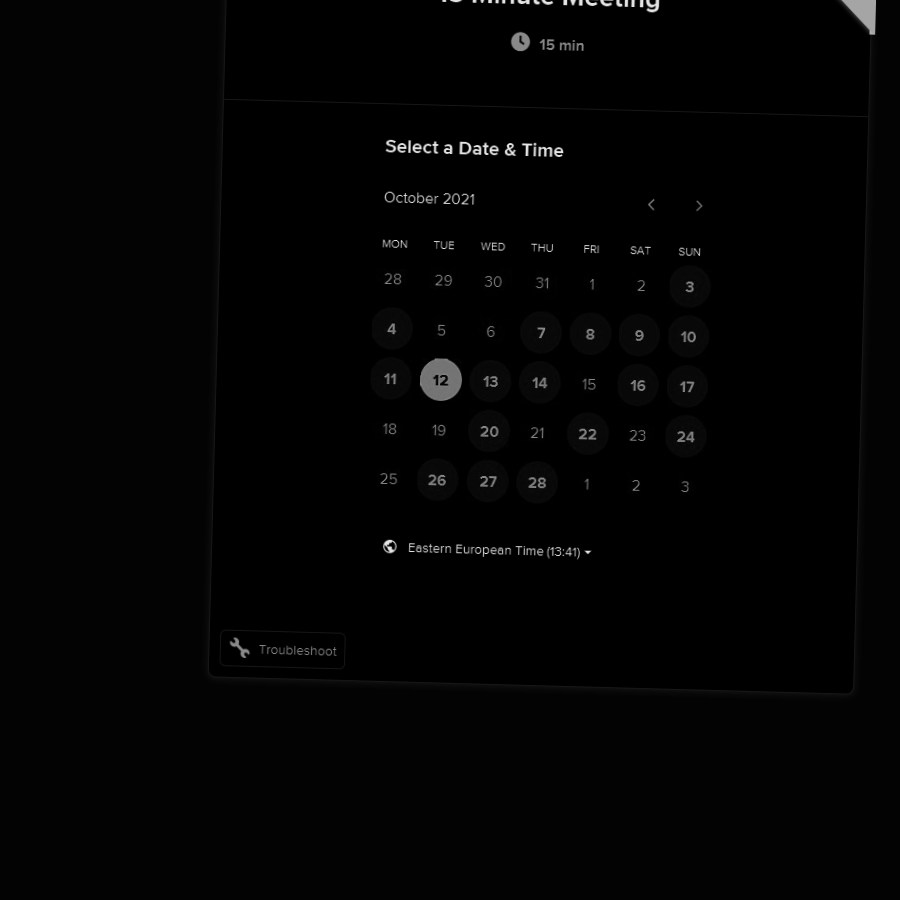 15 Minute Meeting
15 min
Select a Date & Time
October 2021
MON TUE WED THU FRI SAT SUN
28 29 30 31 1 2 3
4 5 6 7 8 9 10
11 12 13 14 15 16 17
18 19 20 21 22 23 24
25 26 27 28 1 2 3
Eastern European Time (13:41)
Troubleshoot